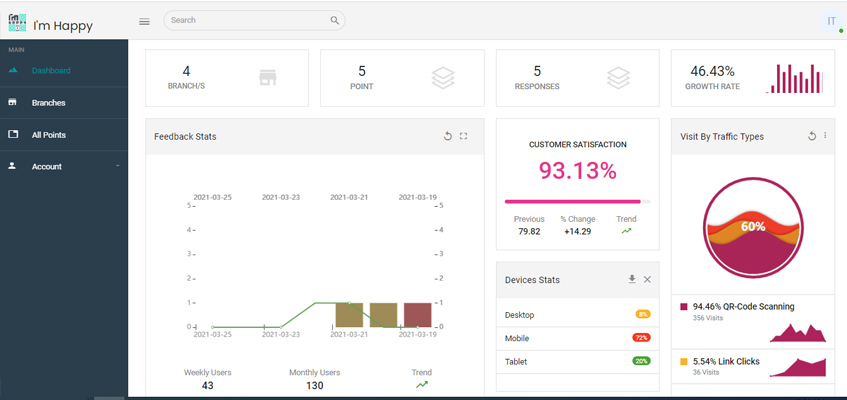 I'm Happy
Search
IT
MAIN
Dashboard
Branches
All Points
Account
4
BRANCH/S
5
POINT
5
RESPONSES
46.43%
GROWTH RATE
Feedback Stats
2021-03-25 2021-03-23 2021-03-21 2021-03-19
5 5
4 4
3 3
2 2
1 1
0 0
2021-03-25 2021-03-23 2021-03-21 2021-03-19
Weekly Users Monthly Users Trend
43 130
CUSTOMER SATISFACTION
93.13%
Previous % Change Trend
79.82 +14.29
Devices Stats
Desktop 8%
Mobile 72%
Tablet 20%
Visit By Traffic Types
60%
94.46% QR-Code Scanning
356 Visits
5.54% Link Clicks
36 Visits